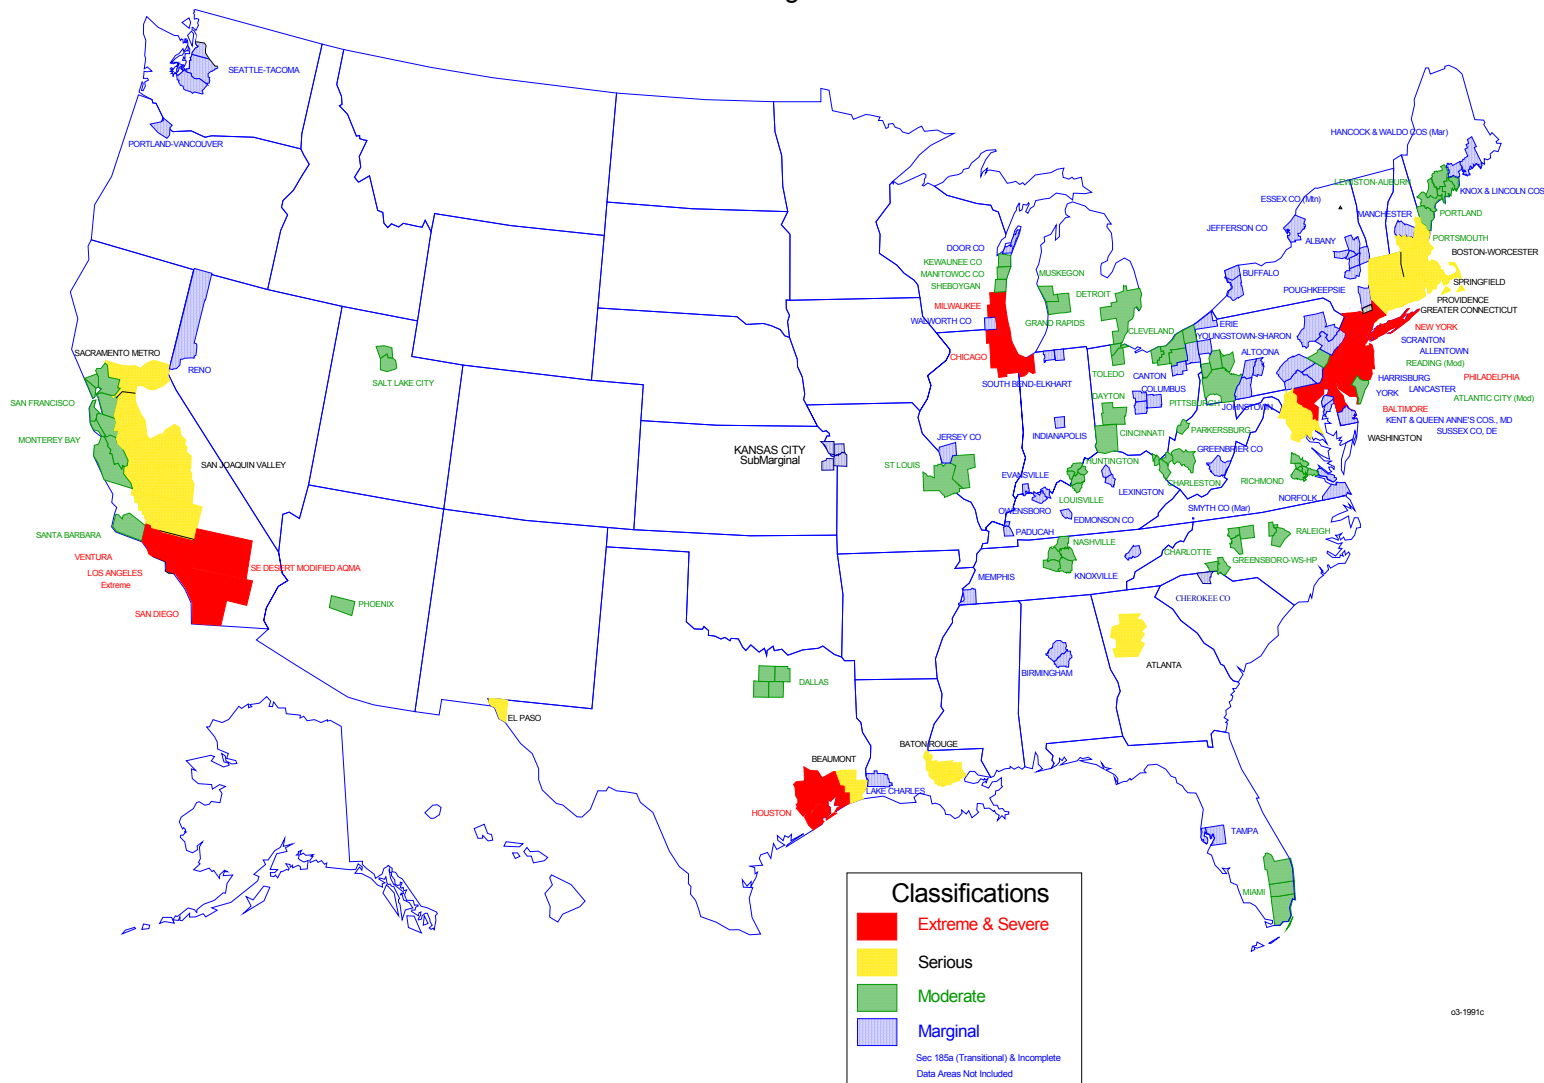 SEATTLE-TACOMA
PORTLAND-VANCOUVER
HANCOCK & WALDO COS (Mar)
LEWISTON-AUBURN
KNOX & LINCOLN COS
ESSEX CO (Mtn)
MANCHESTER
PORTLAND
JEFFERSON CO
ALBANY
PORTSMOUTH
BOSTON-WORCESTER
DOOR CO
KEWAUNEE CO
MANITOWOC CO
SHEBOYGAN
MUSKEGON
DETROIT
BUFFALO
POUGHKEEPSIE
SPRINGFIELD
PROVIDENCE
GREATER CONNECTICUT
MILWAUKEE
WALWORTH CO
GRAND RAPIDS
CLEVELAND
ERIE
YOUNGSTOWN-SHARON
NEW YORK
SCRANTON
ALLENTOWN
READING (Mod)
SACRAMENTO METRO
RENO
SALT LAKE CITY
CHICAGO
SOUTH BEND-ELKHART
TOLEDO
CANTON
COLUMBUS
ALTOONA
HARRISBURG
PHILADELPHIA
YORK
LANCASTER
ATLANTIC CITY (Mod)
SAN FRANCISCO
MONTEREY BAY
DAYTON
PITTSBURGH
JOHNSTOWN
BALTIMORE
KENT & QUEEN ANNE'S COS., MD
SUSSEX CO, DE
WASHINGTON
KANSAS CITY
SubMarginal
JERSEY CO
INDIANAPOLIS
CINCINNATI
PARKERSBURG
GREENBRIER CO
SAN JOAQUIN VALLEY
ST LOUIS
EVANSVILLE
HUNTINGTON
CHARLESTON
RICHMOND
NORFOLK
OWENSBORO
LOUISVILLE
LEXINGTON
EDMONSON CO
SMYTH CO (Mar)
PADUCAH
SANTA BARBARA
VENTURA
LOS ANGELES
Extreme
SE DESERT MODIFIED AQMA
SAN DIEGO
PHOENIX
NASHVILLE
KNOXVILLE
CHARLOTTE
GREENSBORO-WS-HP
RALEIGH
MEMPHIS
CHEROKEE CO
BIRMINGHAM
ATLANTA
DALLAS
EL PASO
BATON ROUGE
BEAUMONT
LAKE CHARLES
HOUSTON
TAMPA
MIAMI
Classifications
Extreme & Severe
Serious
Moderate
Marginal
Sec 185a (Transitional) & Incomplete
Data Areas Not Included
o3-1991c